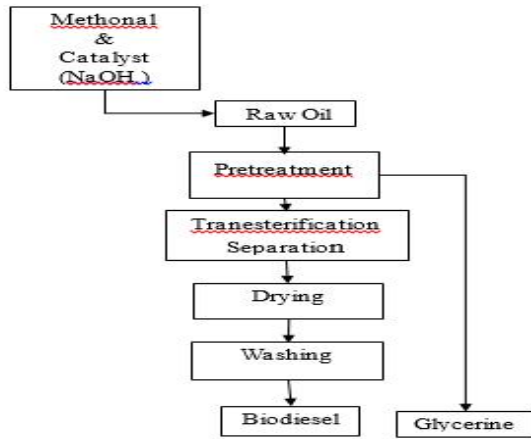 Methonal
&
Catalyst
(NaOH,)
Raw Oil
Pretreatment
Tranesterification
Separation
Drying
Washing
Biodiesel
Glycerine